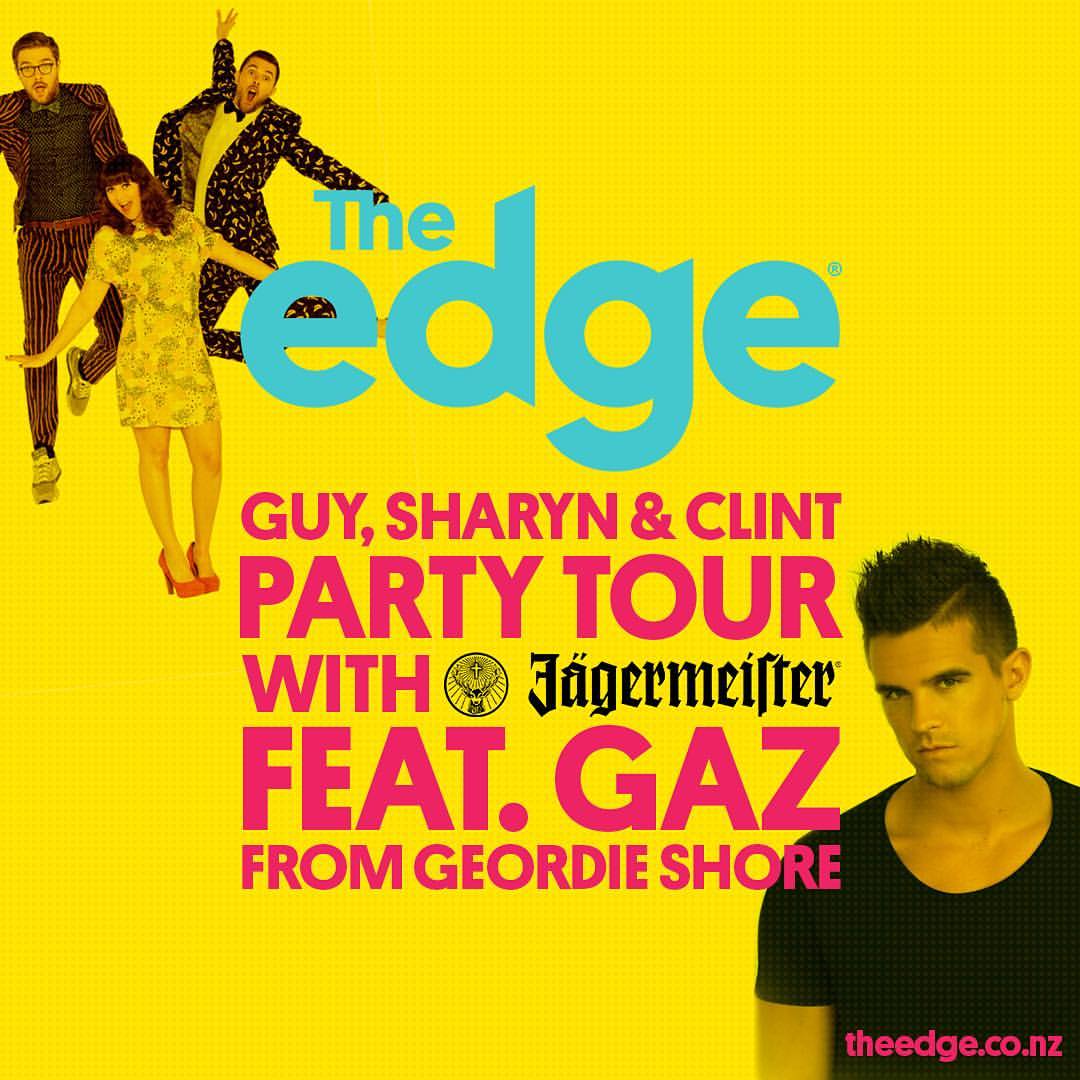 The
edge®
GUY, SHARYN & CLINT
PARTY TOUR
WITH Jägermeiſter®
FEAT. GAZ
FROM GEORDIE SHORE
theedge.co.nz